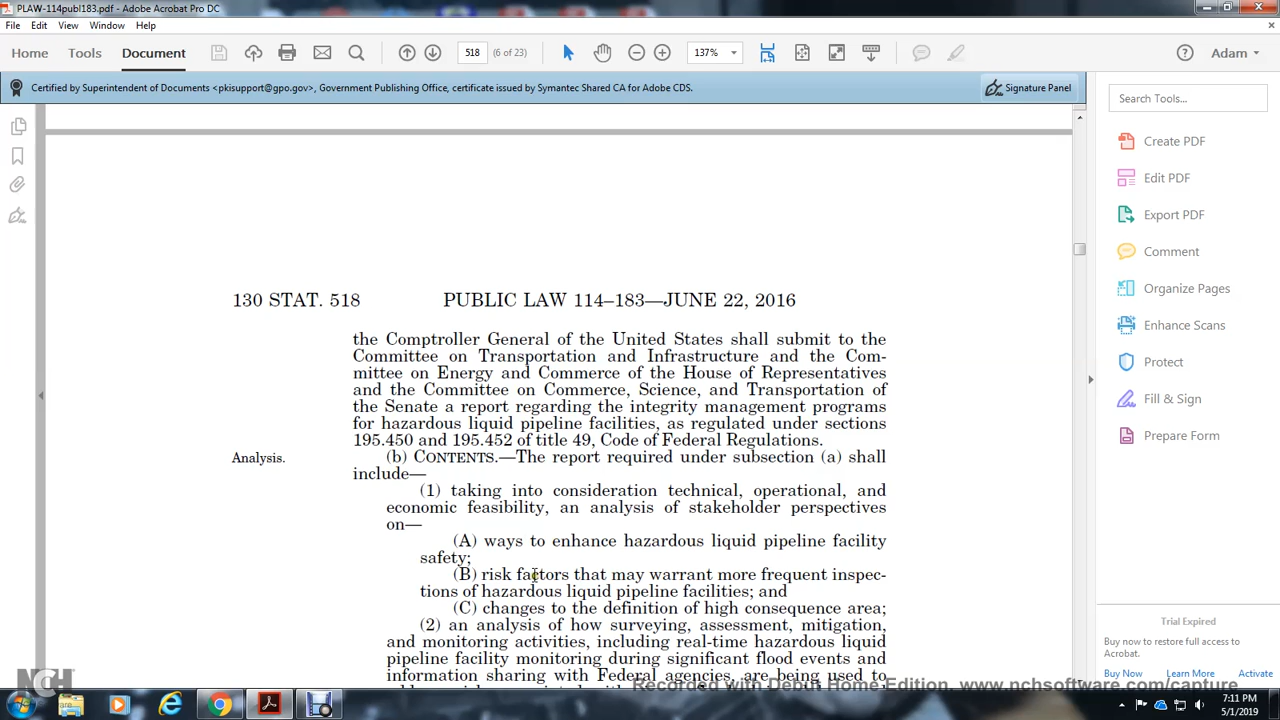 PLAW-114publ183.pdf - Adobe Acrobat Pro DC
File Edit View Window Help
Home Tools Document 518 (6 of 23) 137% Adam
Certified by Superintendent of Documents <pkisupport@gpo.gov>, Government Publishing Office, certificate issued by Symantec Shared CA for Adobe CDS.
Signature Panel
Search Tools...
Create PDF
Edit PDF
Export PDF
Comment
Organize Pages
Enhance Scans
Protect
Fill & Sign
Prepare Form
130 STAT. 518 PUBLIC LAW 114–183—JUNE 22, 2016
the Comptroller General of the United States shall submit to the
Committee on Transportation and Infrastructure and the Com-
mittee on Energy and Commerce of the House of Representatives
and the Committee on Commerce, Science, and Transportation of
the Senate a report regarding the integrity management programs
for hazardous liquid pipeline facilities, as regulated under sections
195.450 and 195.452 of title 49, Code of Federal Regulations.
Analysis. (b) CONTENTS.—The report required under subsection (a) shall
include—
(1) taking into consideration technical, operational, and
economic feasibility, an analysis of stakeholder perspectives
on—
(A) ways to enhance hazardous liquid pipeline facility
safety;
(B) risk factors that may warrant more frequent inspec-
tions of hazardous liquid pipeline facilities; and
(C) changes to the definition of high consequence area;
(2) an analysis of how surveying, assessment, mitigation,
and monitoring activities, including real-time hazardous liquid
pipeline facility monitoring during significant flood events and
information sharing with Federal agencies, are being used to
Trial Expired
Buy now to restore full access to
Acrobat.
Buy Now Learn More Activate
NCH
Recorded with Debut Home Edition. www.nchsoftware.com/capture
7:11 PM
5/1/2019